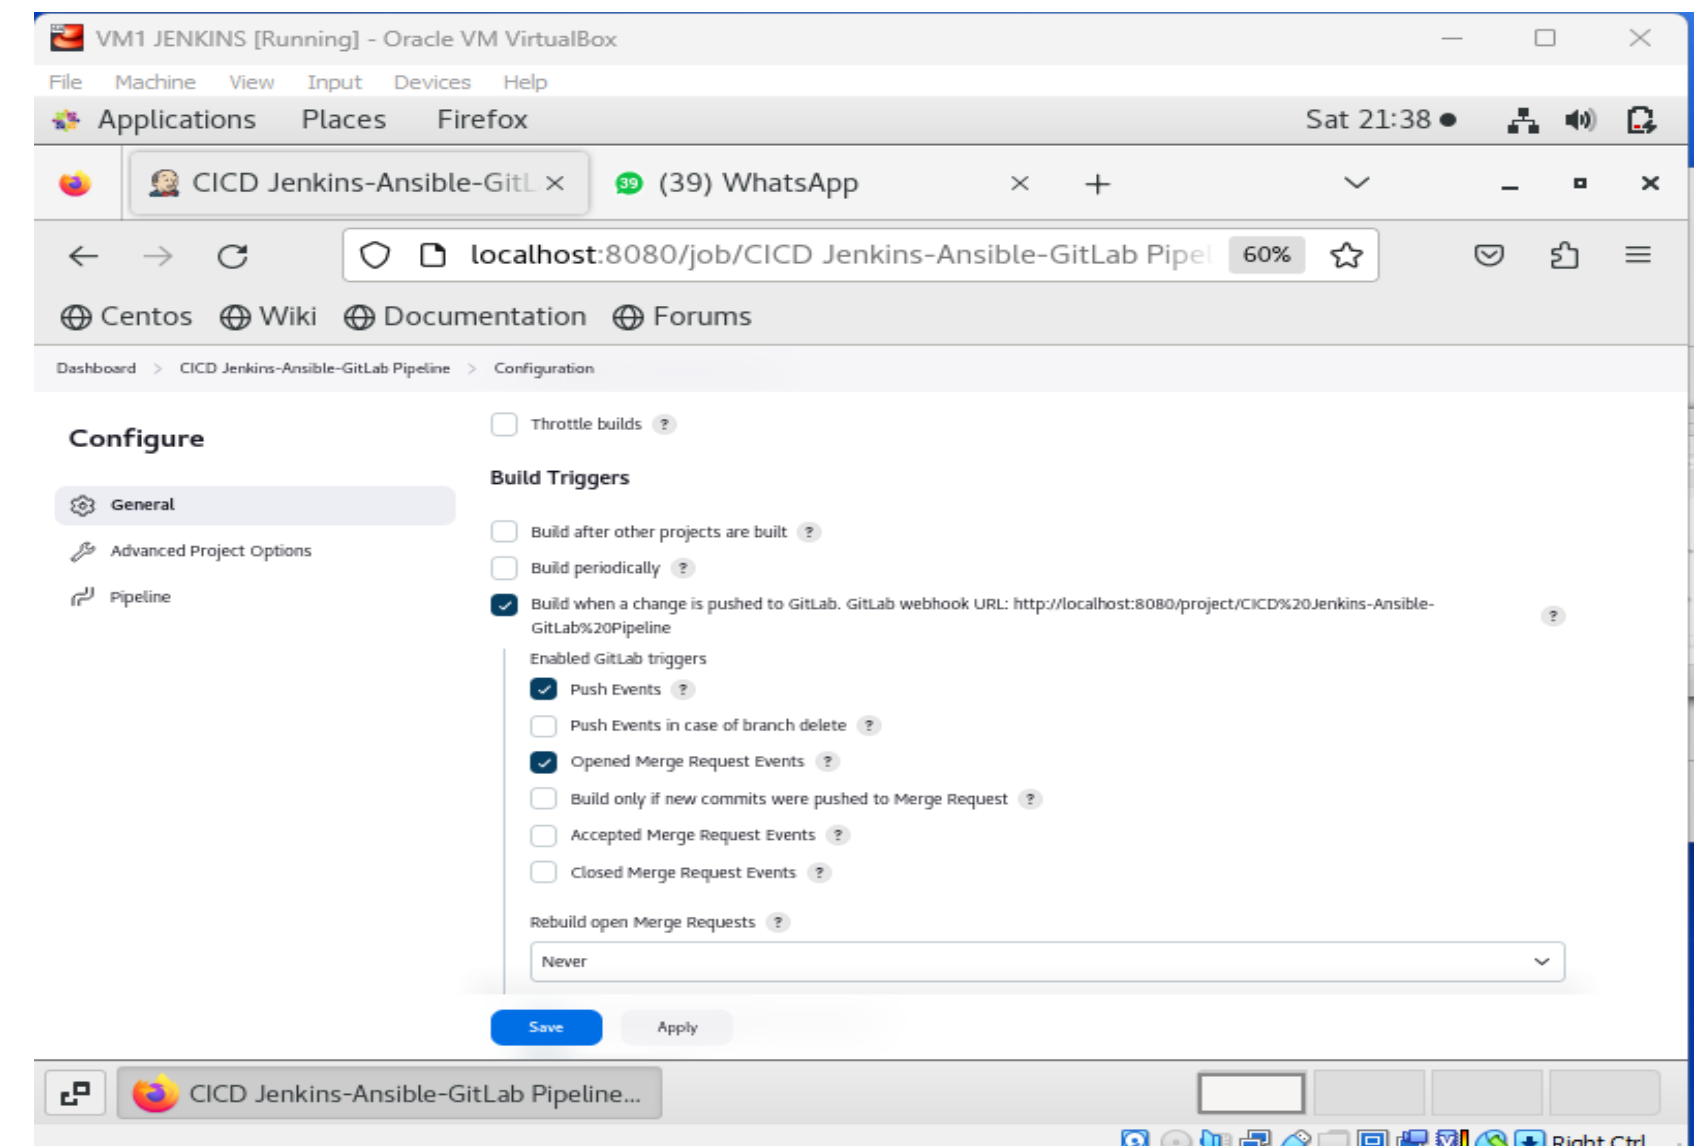 VM1 JENKINS [Running] - Oracle VM VirtualBox
File Machine View Input Devices Help
Applications Places Firefox Sat 21:38
CICD Jenkins-Ansible-GitL 39 (39) WhatsApp
localhost:8080/job/CICD Jenkins-Ansible-GitLab Pipel 60%
Centos Wiki Documentation Forums
Dashboard > CICD Jenkins-Ansible-GitLab Pipeline > Configuration
Configure
General
Advanced Project Options
Pipeline
Throttle builds ?
Build Triggers
Build after other projects are built ?
Build periodically ?
Build when a change is pushed to GitLab. GitLab webhook URL: http://localhost:8080/project/CICD%20Jenkins-Ansible-
GitLab%20Pipeline ?
Enabled GitLab triggers
Push Events ?
Push Events in case of branch delete ?
Opened Merge Request Events ?
Build only if new commits were pushed to Merge Request ?
Accepted Merge Request Events ?
Closed Merge Request Events ?
Rebuild open Merge Requests ?
Never
Save Apply
CICD Jenkins-Ansible-GitLab Pipeline...
Right Ctrl